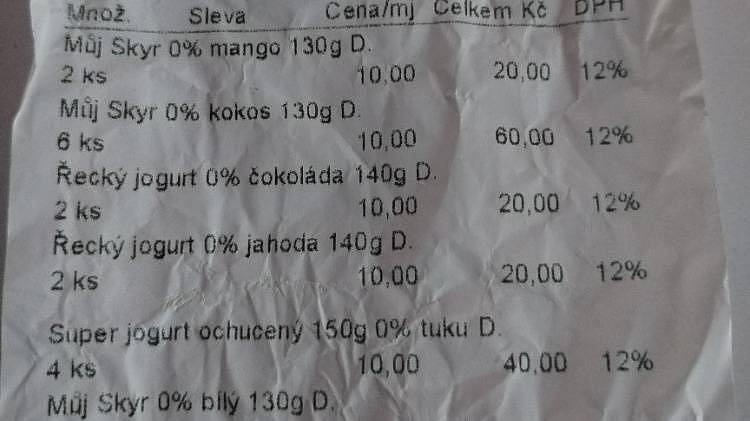 Množ. Sleva Cena/mj Celkem Kč DPH
Můj Skyr 0% mango 130g D.
2 ks 10,00 20,00 12%
Můj Skyr 0% kokos 130g D.
6 ks 10,00 60,00 12%
Řecký jogurt 0% čokoláda 140g D.
2 ks 10,00 20,00 12%
Řecký jogurt 0% jahoda 140g D.
2 ks 10,00 20,00 12%
Super jogurt ochucený 150g 0% tuku D.
4 ks 10,00 40,00 12%
Můj Skyr 0% bílý 130g D.